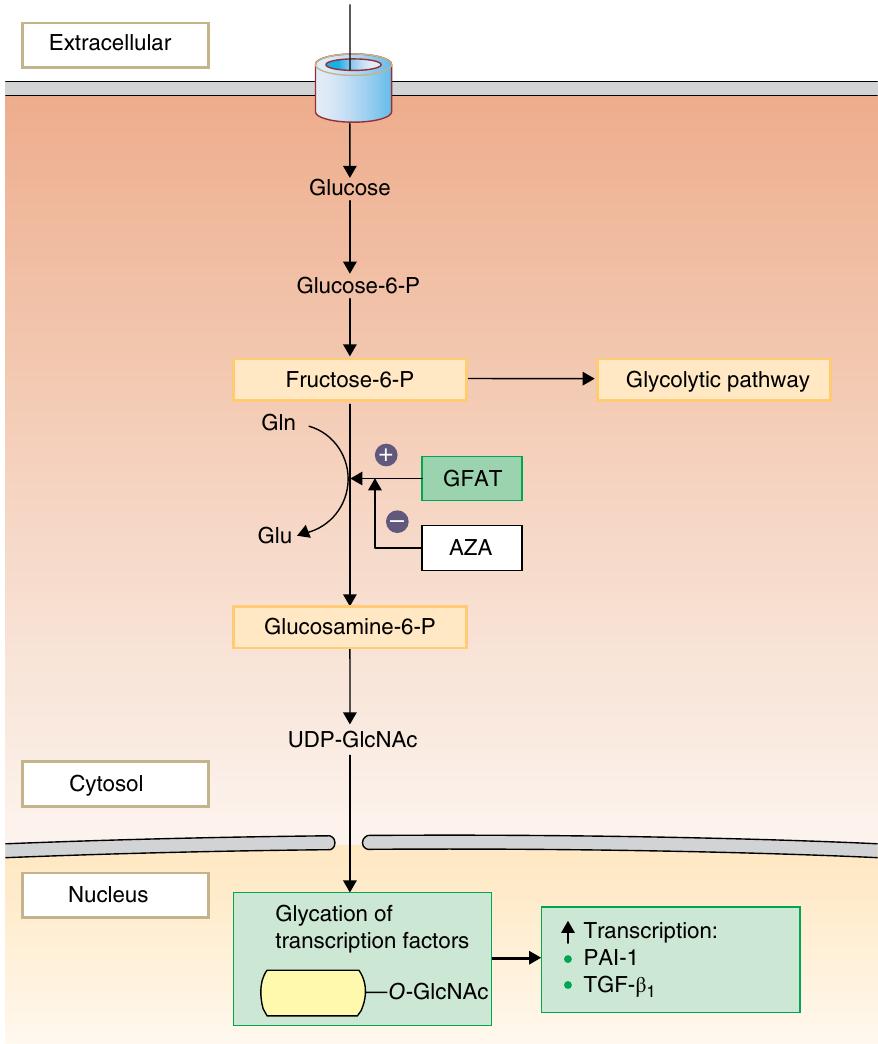 Extracellular
Glucose
Glucose-6-P
Fructose-6-P
Glycolytic pathway
Gln
+
GFAT
−
Glu
AZA
Glucosamine-6-P
UDP-GlcNAc
Cytosol
Nucleus
Glycation of
transcription factors
O-GlcNAc
Transcription:
• PAI-1
• TGF-β₁